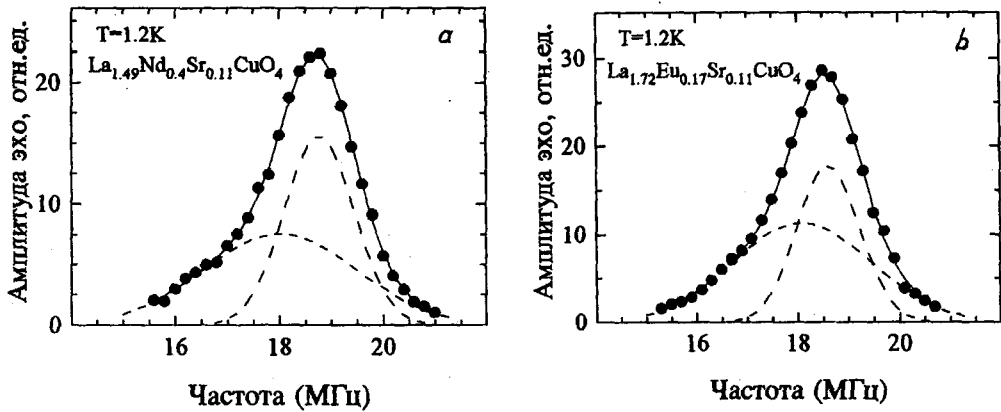 T=1.2K
a
La1.49Nd0.4Sr0.11CuO4
Амплитуда эхо, отн.ед.
20
10
0
16
18
20
Частота (МГц)
T=1.2K
b
La1.72Eu0.17Sr0.11CuO4
Амплитуда эхо, отн.ед.
30
20
10
0
16
18
20
Частота (МГц)